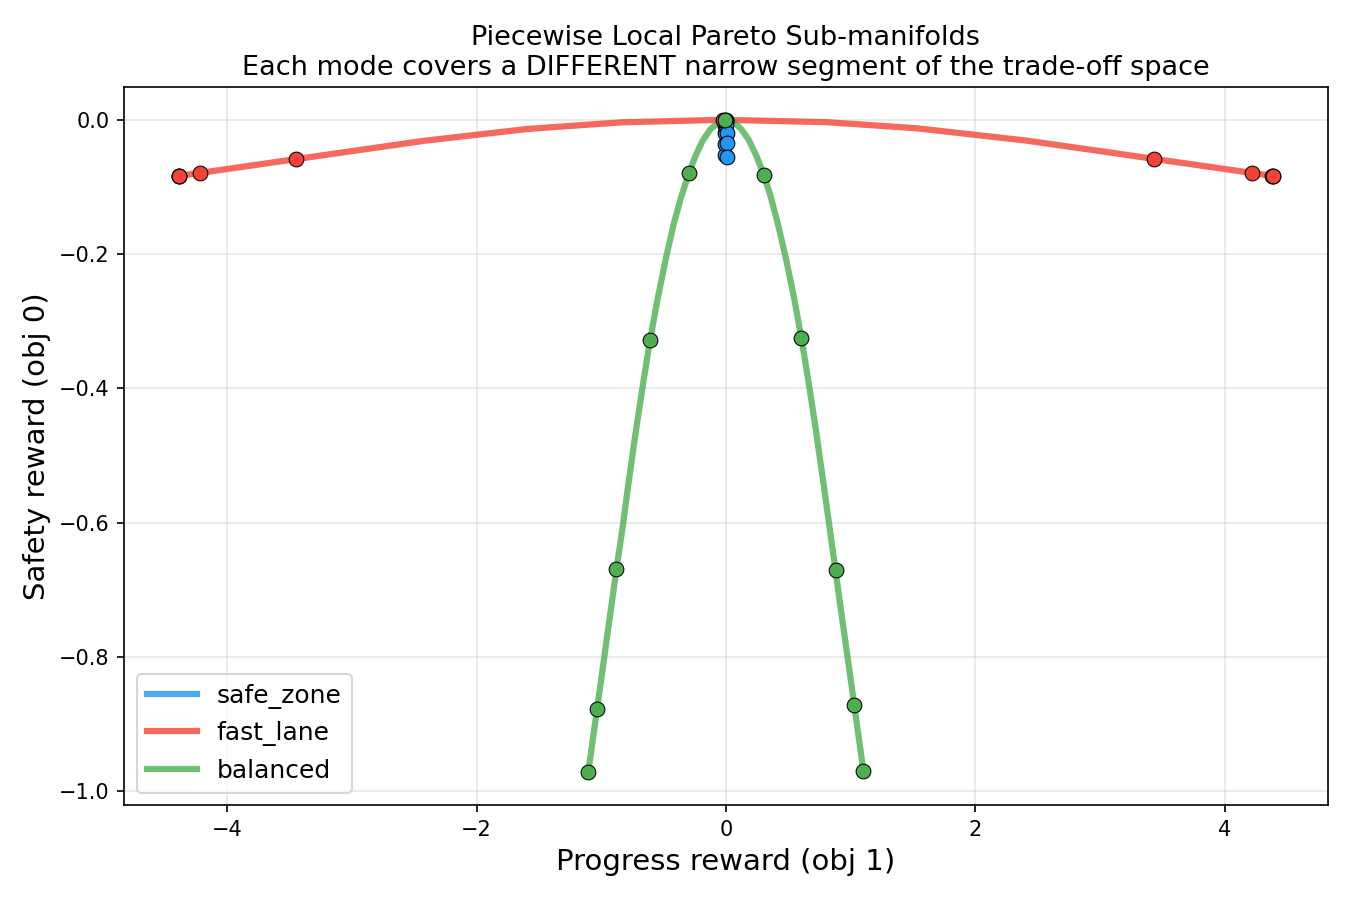 Piecewise Local Pareto Sub-manifolds
Each mode covers a DIFFERENT narrow segment of the trade-off space
Safety reward (obj 0)
0.0
−0.2
−0.4
−0.6
−0.8
−1.0
safe_zone
fast_lane
balanced
−4
−2
0
2
4
Progress reward (obj 1)